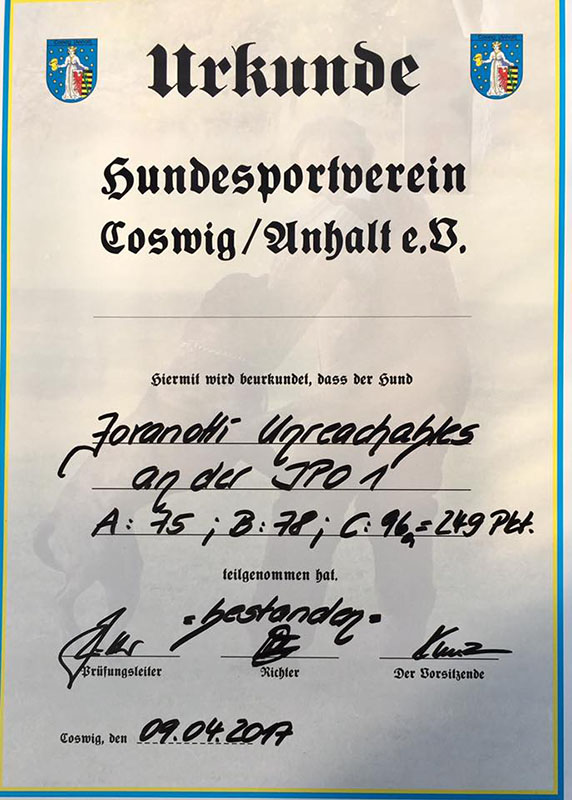 Urkunde
Hundesportverein
Coswig/Anhalt e.V.
Hiermit wird beurkundet, dass der Hund
Joranotti Unreachables
an der IPO 1
A: 75 ; B: 78 ; C: 96 = 249 Pkt.
teilgenommen hat.
= bestanden =
Prüfungsleiter Richter Der Vorsitzende
Coswig, den 09.04.2017